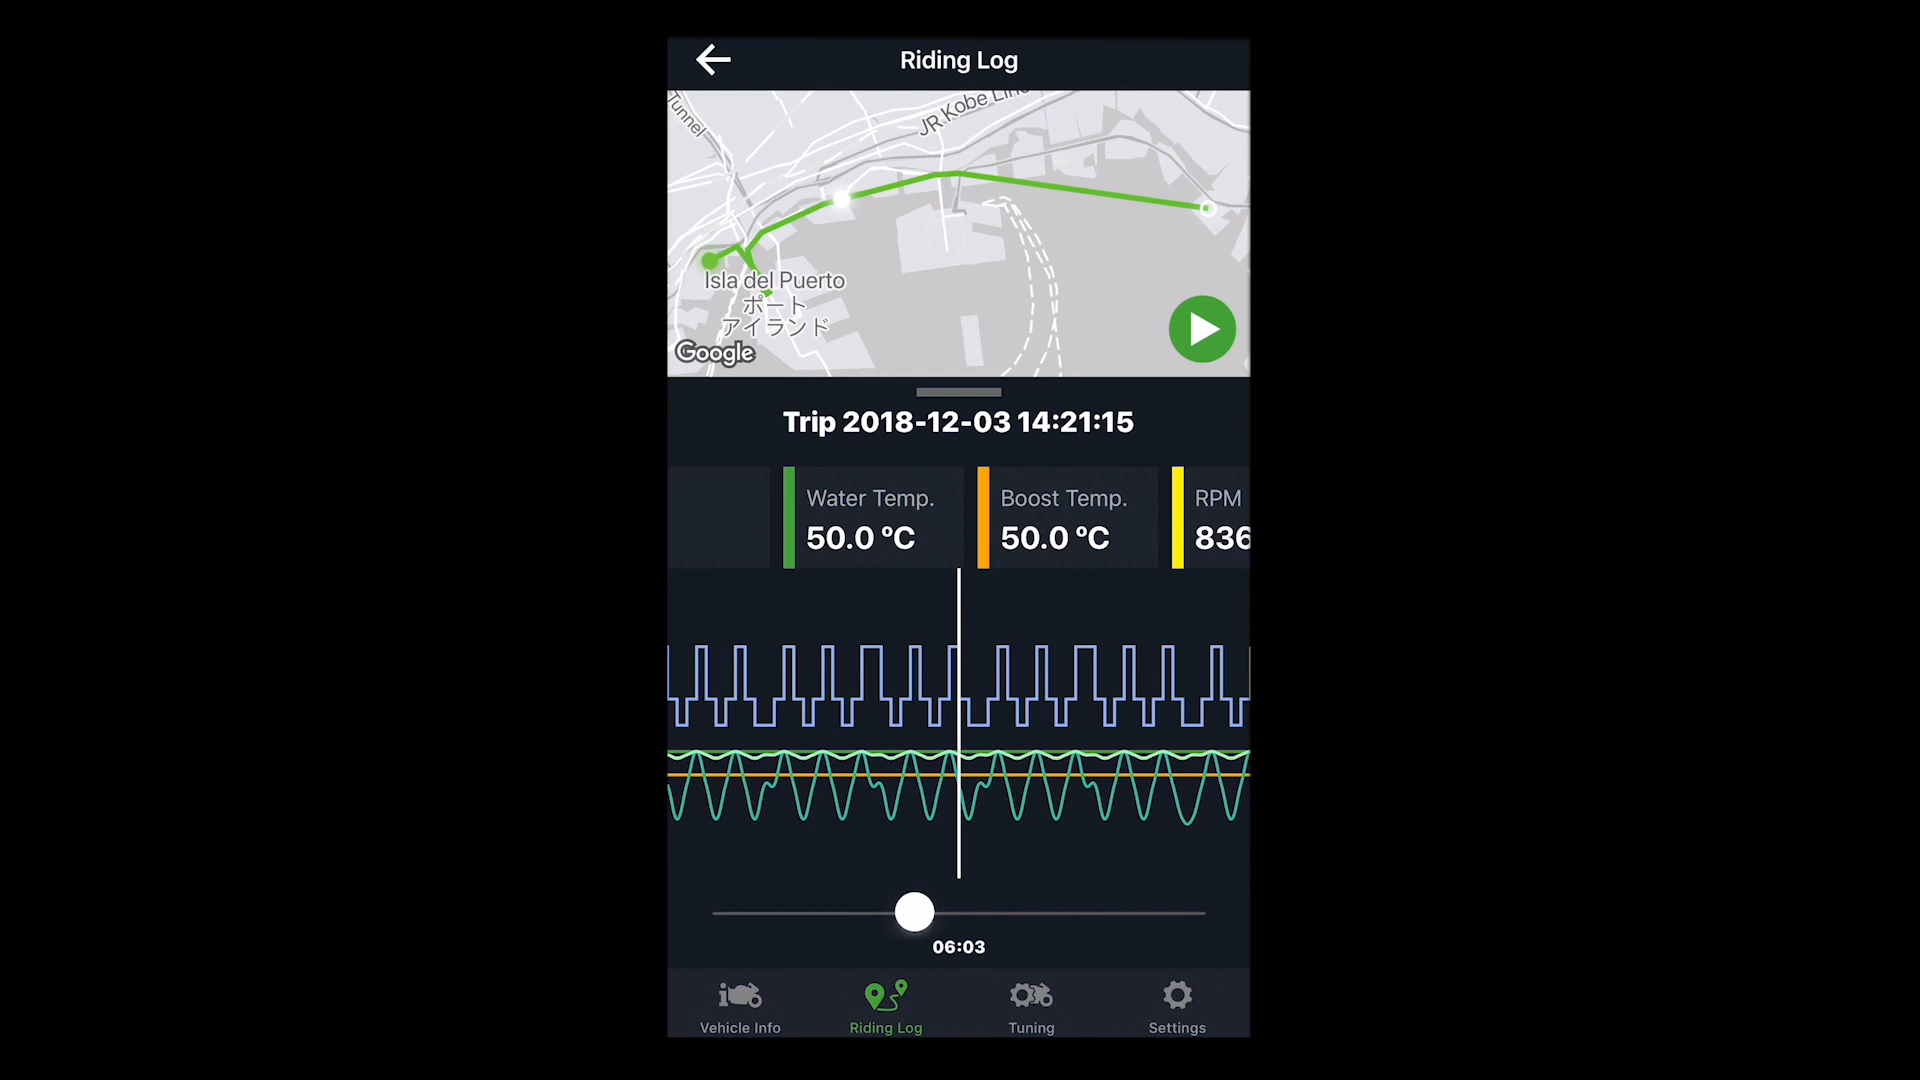 Riding Log
Tunnel
JR Kobe Line
Isla del Puerto
ポート
アイランド
Google
Trip 2018-12-03 14:21:15
Water Temp.
50.0 ºC
Boost Temp.
50.0 ºC
RPM
836
06:03
Vehicle Info
Riding Log
Tuning
Settings